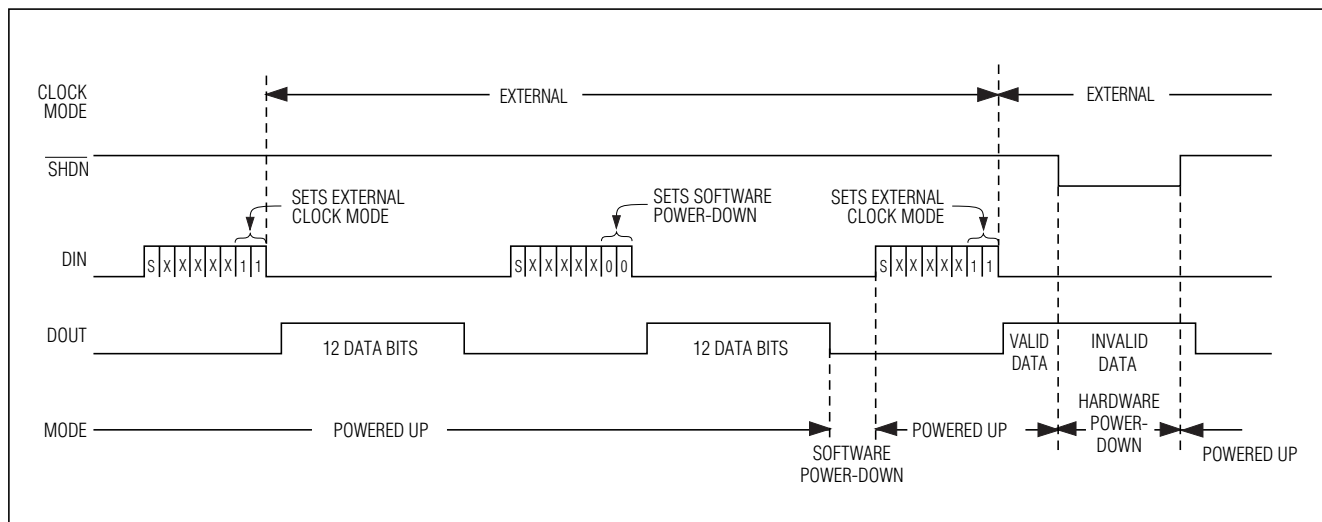 CLOCK
MODE
EXTERNAL
EXTERNAL
SHDN
SETS EXTERNAL
CLOCK MODE
SETS SOFTWARE
POWER-DOWN
SETS EXTERNAL
CLOCK MODE
DIN
S X X X X X 1 1
S X X X X X 0 0
S X X X X X 1 1
DOUT
12 DATA BITS
12 DATA BITS
VALID
DATA
INVALID
DATA
MODE
POWERED UP
SOFTWARE
POWER-DOWN
POWERED UP
HARDWARE
POWER-
DOWN
POWERED UP